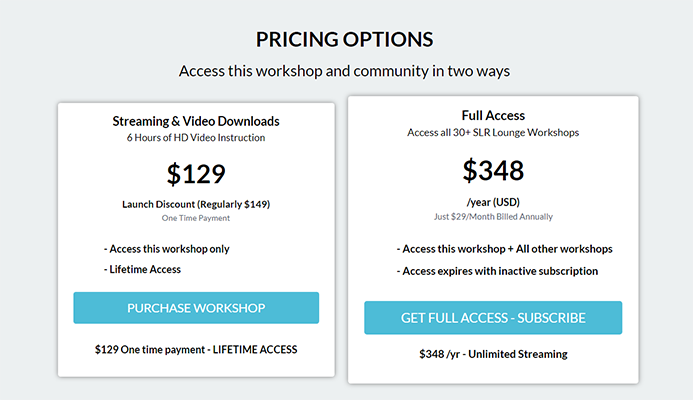 PRICING OPTIONS
Access this workshop and community in two ways
Streaming & Video Downloads
6 Hours of HD Video Instruction
$129
Launch Discount (Regularly $149)
One Time Payment
- Access this workshop only
- Lifetime Access
PURCHASE WORKSHOP
$129 One time payment - LIFETIME ACCESS
Full Access
Access all 30+ SLR Lounge Workshops
$348
/year (USD)
Just $29/Month Billed Annually
- Access this workshop + All other workshops
- Access expires with inactive subscription
GET FULL ACCESS - SUBSCRIBE
$348 /yr - Unlimited Streaming